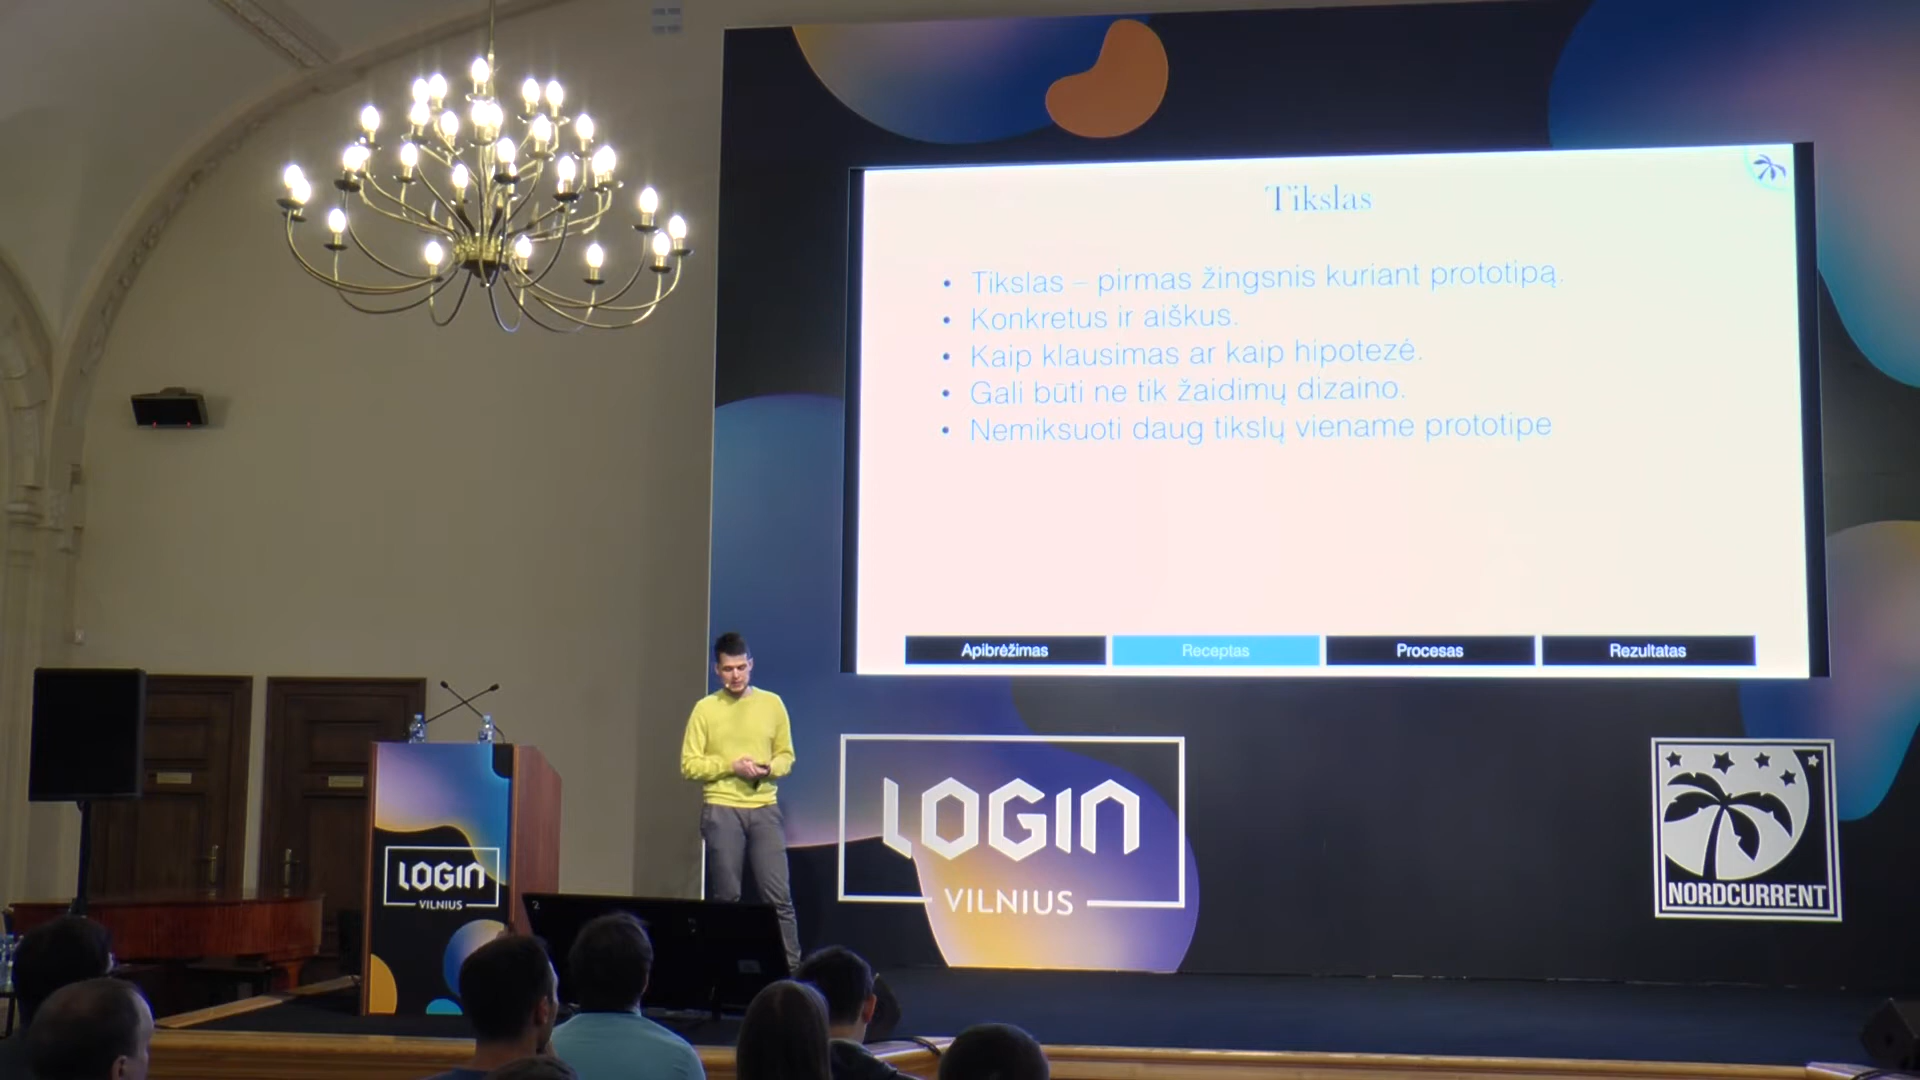 Tikslas
• Tikslas – pirmas žingsnis kuriant prototipą.
• Konkretus ir aiškus.
• Kaip klausimas ar kaip hipotezė.
• Gali būti ne tik žaidimų dizaino.
• Nemiksuoti daug tikslų viename prototipe
Apibrėžimas Receptas Procesas Rezultatas
LOGIN
VILNIUS
NORDCURRENT
LOGIN
VILNIUS